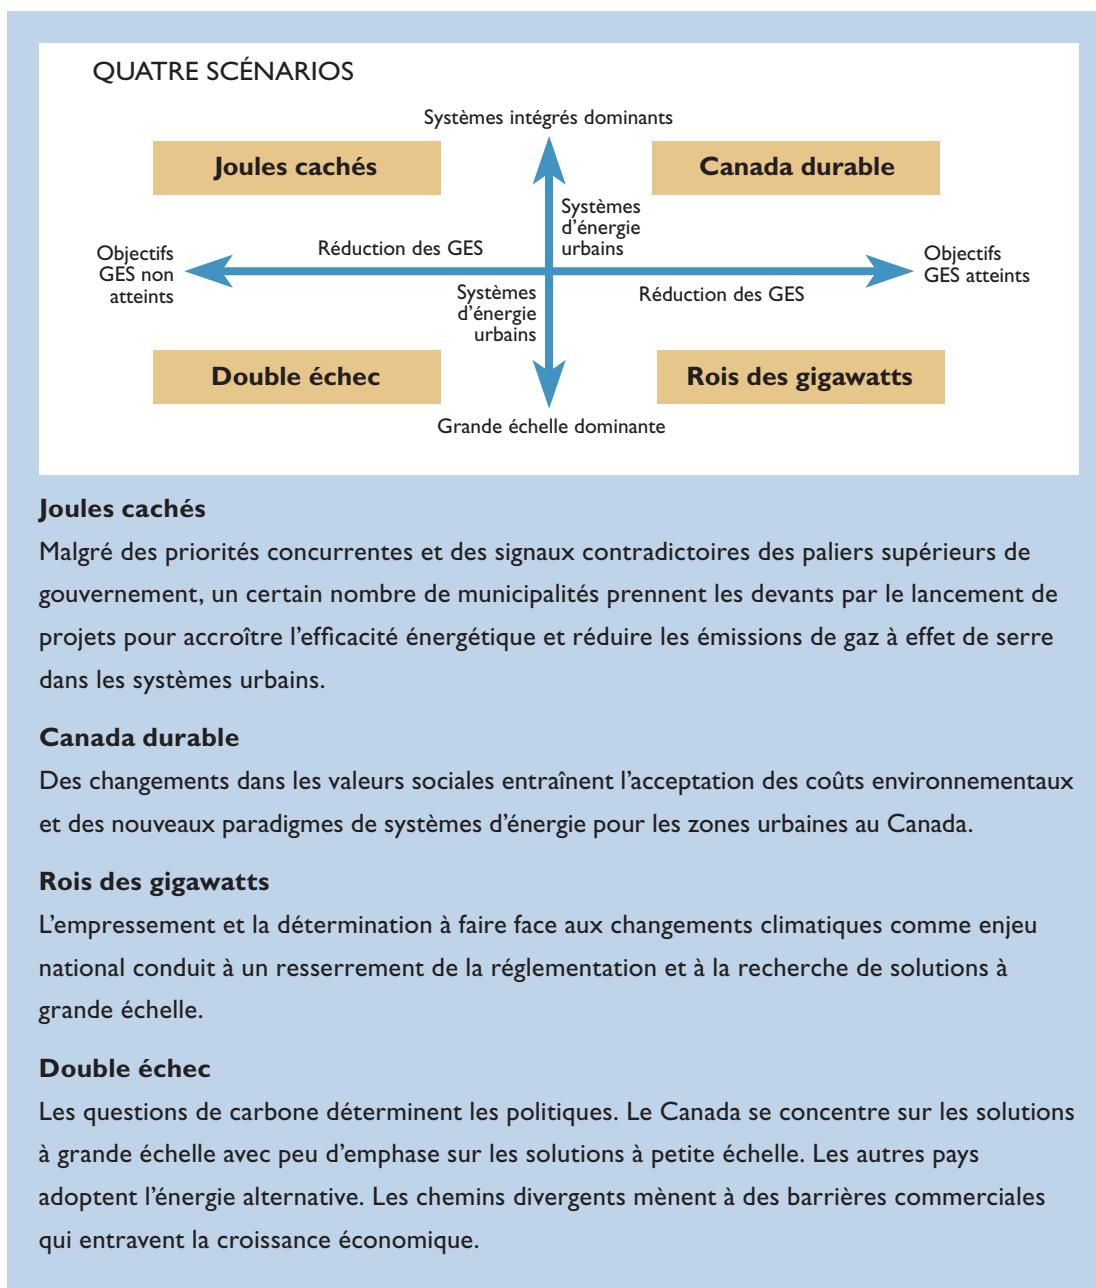 QUATRE SCÉNARIOS
Systèmes intégrés dominants
Joules cachés
Canada durable
Systèmes
d’énergie
urbains
Objectifs
GES non
atteints
Réduction des GES
Objectifs
GES atteints
Systèmes
d’énergie
urbains
Réduction des GES
Double échec
Rois des gigawatts
Grande échelle dominante
Joules cachés
Malgré des priorités concurrentes et des signaux contradictoires des paliers supérieurs de
gouvernement, un certain nombre de municipalités prennent les devants par le lancement de
projets pour accroître l’efficacité énergétique et réduire les émissions de gaz à effet de serre
dans les systèmes urbains.
Canada durable
Des changements dans les valeurs sociales entraînent l’acceptation des coûts environnementaux
et des nouveaux paradigmes de systèmes d’énergie pour les zones urbaines au Canada.
Rois des gigawatts
L’empressement et la détermination à faire face aux changements climatiques comme enjeu
national conduit à un resserrement de la réglementation et à la recherche de solutions à
grande échelle.
Double échec
Les questions de carbone déterminent les politiques. Le Canada se concentre sur les solutions
à grande échelle avec peu d’emphase sur les solutions à petite échelle. Les autres pays
adoptent l’énergie alternative. Les chemins divergents mènent à des barrières commerciales
qui entravent la croissance économique.